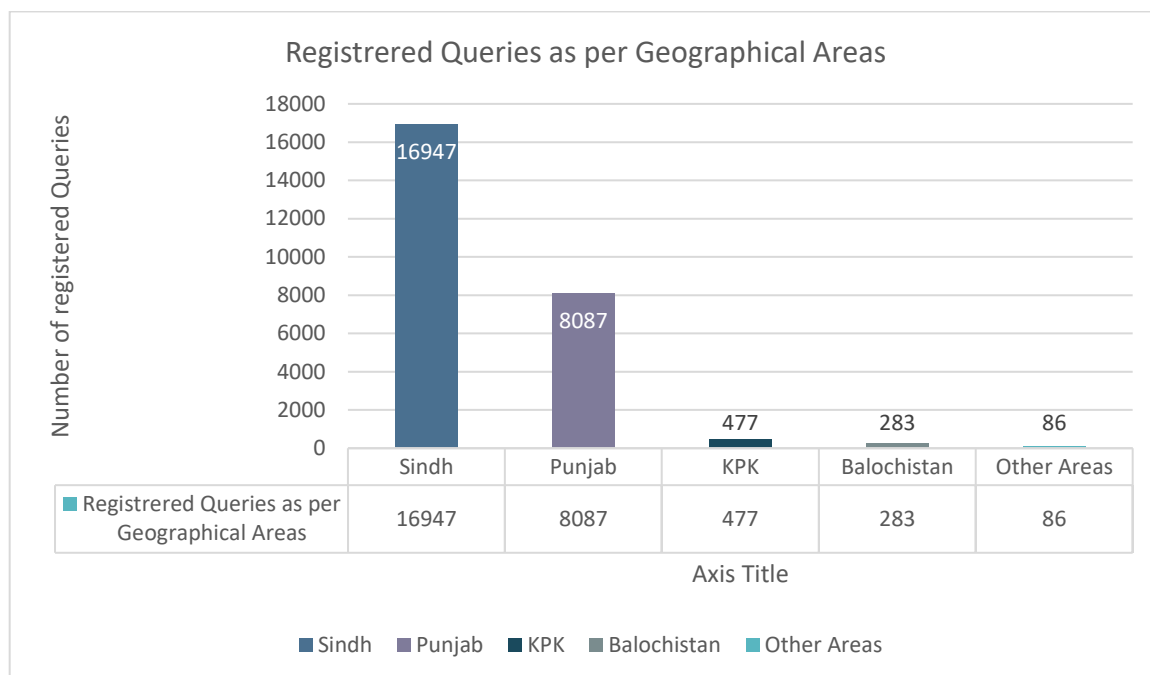 Registrered Queries as per Geographical Areas
Number of registered Queries
18000
16000
14000
12000
10000
8000
6000
4000
2000
0
16947
8087
477
283
86
Sindh Punjab KPK Balochistan Other Areas
Registrered Queries as per
Geographical Areas
16947 8087 477 283 86
Axis Title
Sindh Punjab KPK Balochistan Other Areas